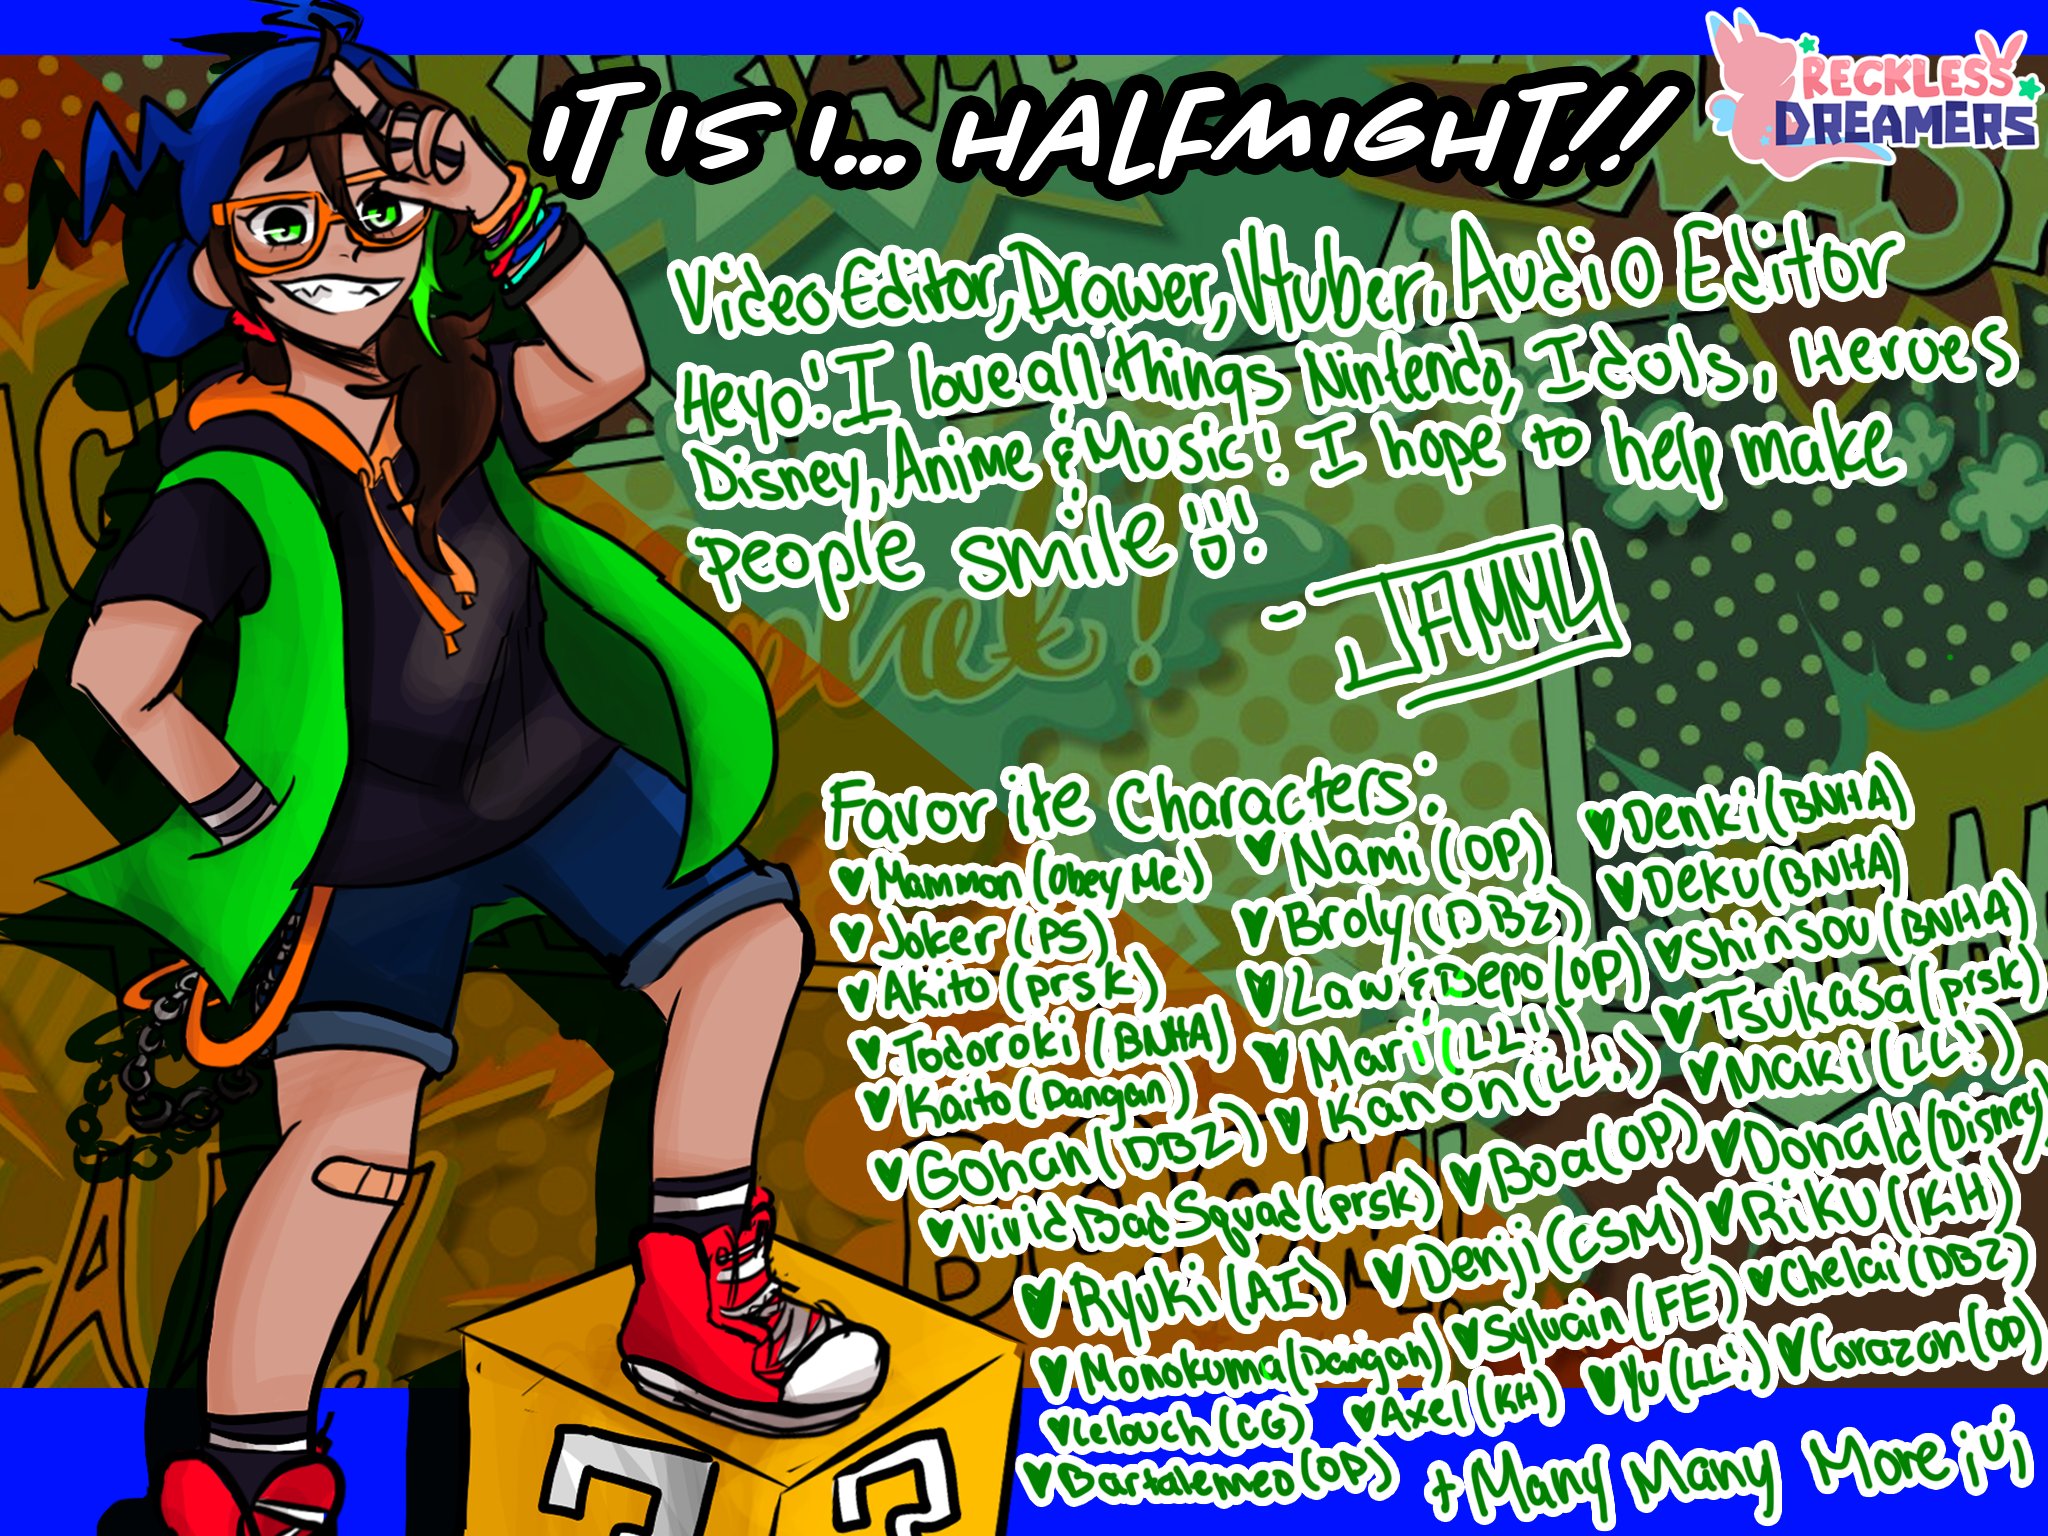 IT IS I... HALFMIGHT!!
RECKLESS
DREAMERS
Video Editor, Drawer, Vtuber, Audio Editor
Heyo! I love all things Nintendo, Idols, Heroes
Disney, Anime & Music! I hope to help make
people smile!!!
- JAMMY
Favorite Characters:
♥Mammon (Obey Me)
♥Joker (P5)
♥Akito (prsk)
♥Todoroki (BNHA)
♥Kaito (Dangan)
♥Gohan (DBZ)
♥Vivid Bad Squad (prsk)
♥Ryuki (AI)
♥Monokuma (Dangan)
♥Lelouch (CG)
♥Bartalemeo (OP)
♥Nami (OP)
♥Broly (DBZ)
♥Law & Bepo (OP)
♥Mari (LL!)
♥Kanon (LL!)
♥Boa (OP)
♥Denji (CSM)
♥Sylvain (FE)
♥Axel (KH)
♥Yu (LL!)
♥Denki (BNHA)
♥Deku (BNHA)
♥Shinsou (BNHA)
♥Tsukasa (prsk)
♥Maki (LL!)
♥Donald (Disney)
♥Riku (KH)
♥Chelai (DBZ)
♥Corazon (OP)
+ Many Many More
BOOM!
? ?